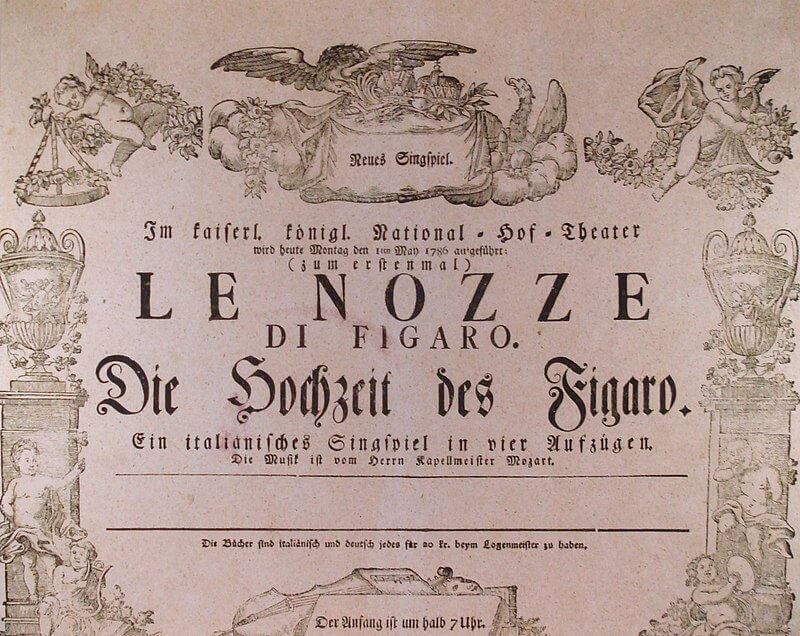 Neues Singspiel.
Im kaiserl. königl. National-Hof-Theater
wird heute Montag den 1ten May 1786 aufgeführt:
(zum erstenmal)
LE NOZZE
DI FIGARO.
Die Hochzeit des Figaro.
Ein italiänisches Singspiel in vier Aufzügen.
Die Musik ist vom Herrn Kapellmeister Mozart.
Die Bücher sind italiänisch und deutsch jedes für 20 kr. beym Logenmeister zu haben.
Der Anfang ist um halb 7 Uhr.